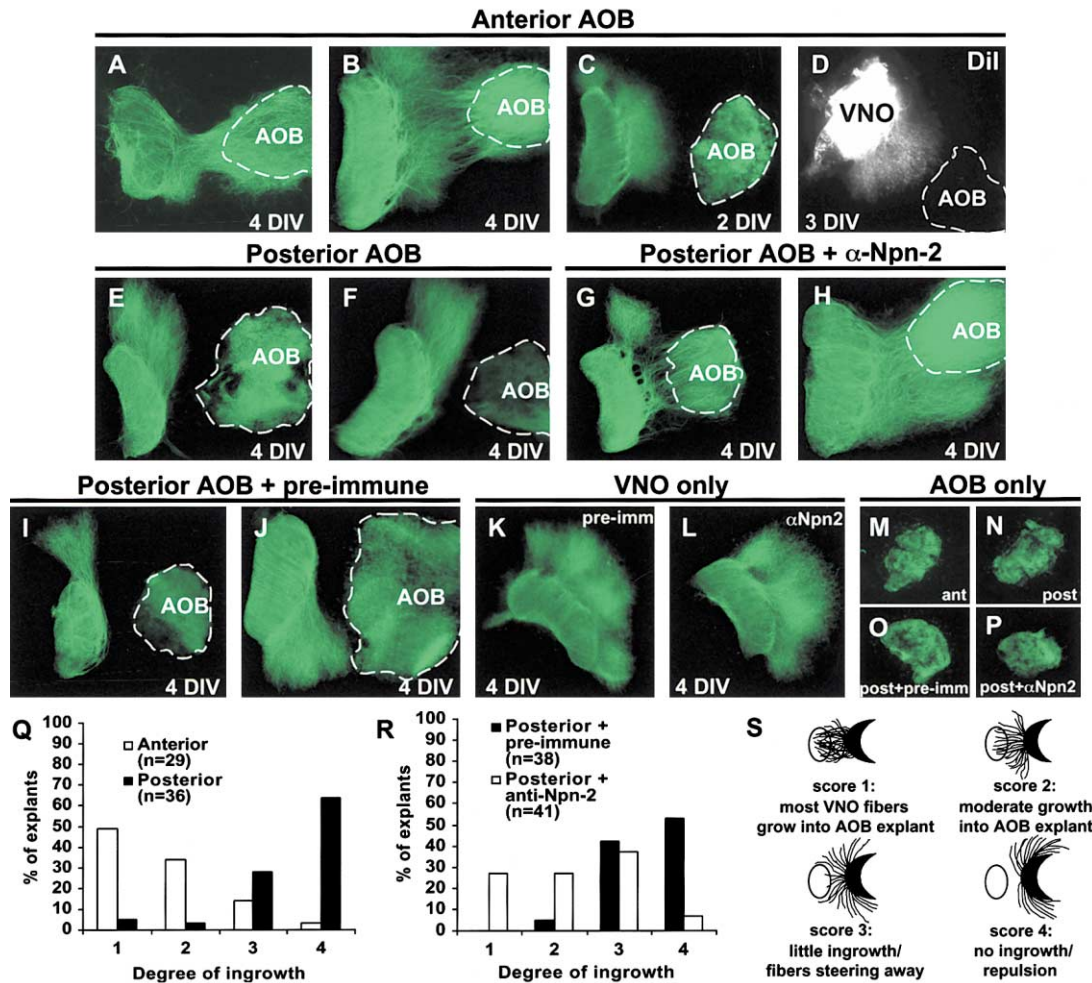 Anterior AOB
A
AOB
4 DIV
B
AOB
4 DIV
C
AOB
2 DIV
D
DiI
VNO
AOB
3 DIV
Posterior AOB
Posterior AOB + α-Npn-2
E
AOB
4 DIV
F
AOB
4 DIV
G
AOB
4 DIV
H
AOB
4 DIV
Posterior AOB + pre-immune
VNO only
AOB only
I
AOB
4 DIV
J
AOB
4 DIV
K
pre-imm
4 DIV
L
αNpn2
4 DIV
M
ant
N
post
O
post+pre-imm
P
post+αNpn2
Q
% of explants
100
90
80
70
60
50
40
30
20
10
0
Anterior
(n=29)
Posterior
(n=36)
1 2 3 4
Degree of ingrowth
R
% of explants
100
90
80
70
60
50
40
30
20
10
0
Posterior +
pre-immune
(n=38)
Posterior +
anti-Npn-2
(n=41)
1 2 3 4
Degree of ingrowth
S
score 1:
most VNO fibers
grow into AOB explant
score 2:
moderate growth
into AOB explant
score 3:
little ingrowth/
fibers steering away
score 4:
no ingrowth/
repulsion